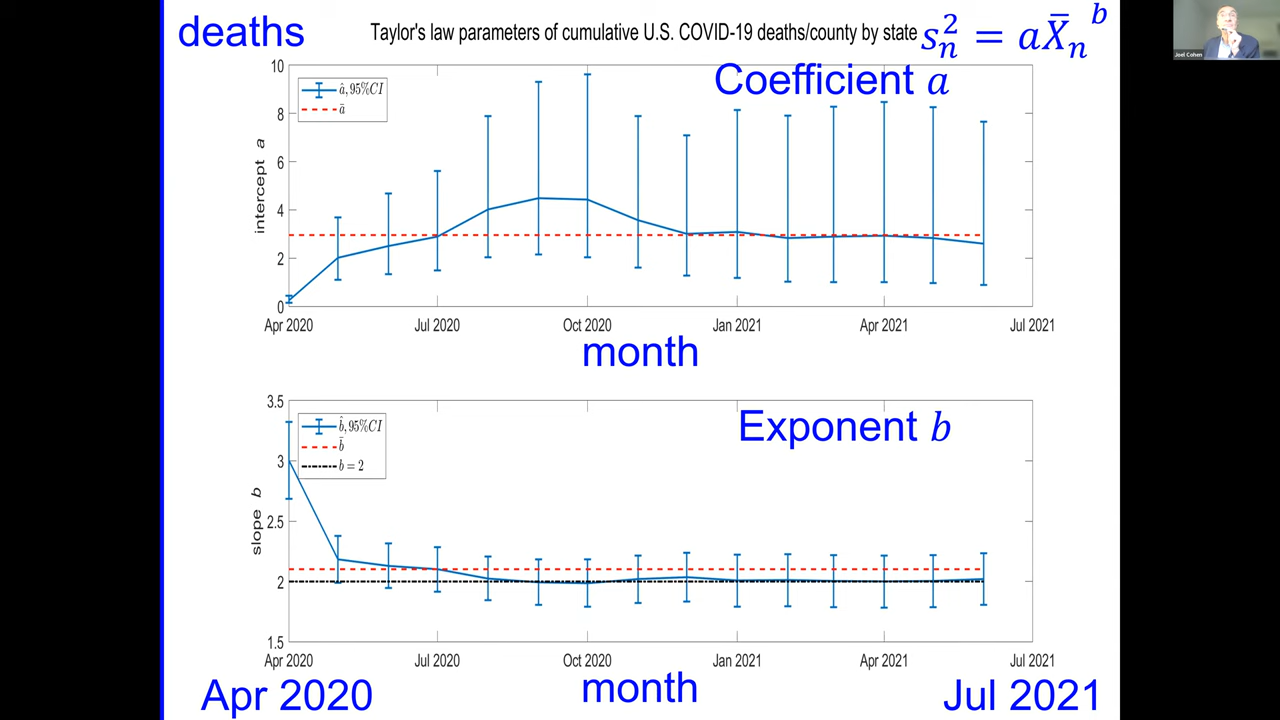 deaths
Taylor's law parameters of cumulative U.S. COVID-19 deaths/county by state
s_n^2 = aX̄_n^b
Joel Cohen
Coefficient a
â, 95%CI
ā
10
8
6
4
2
0
intercept a
Apr 2020 Jul 2020 Oct 2020 Jan 2021 Apr 2021 Jul 2021
month
Exponent b
b̂, 95%CI
b̄
b = 2
3.5
3
2.5
2
1.5
slope b
Apr 2020 Jul 2020 Oct 2020 Jan 2021 Apr 2021 Jul 2021
Apr 2020 month Jul 2021